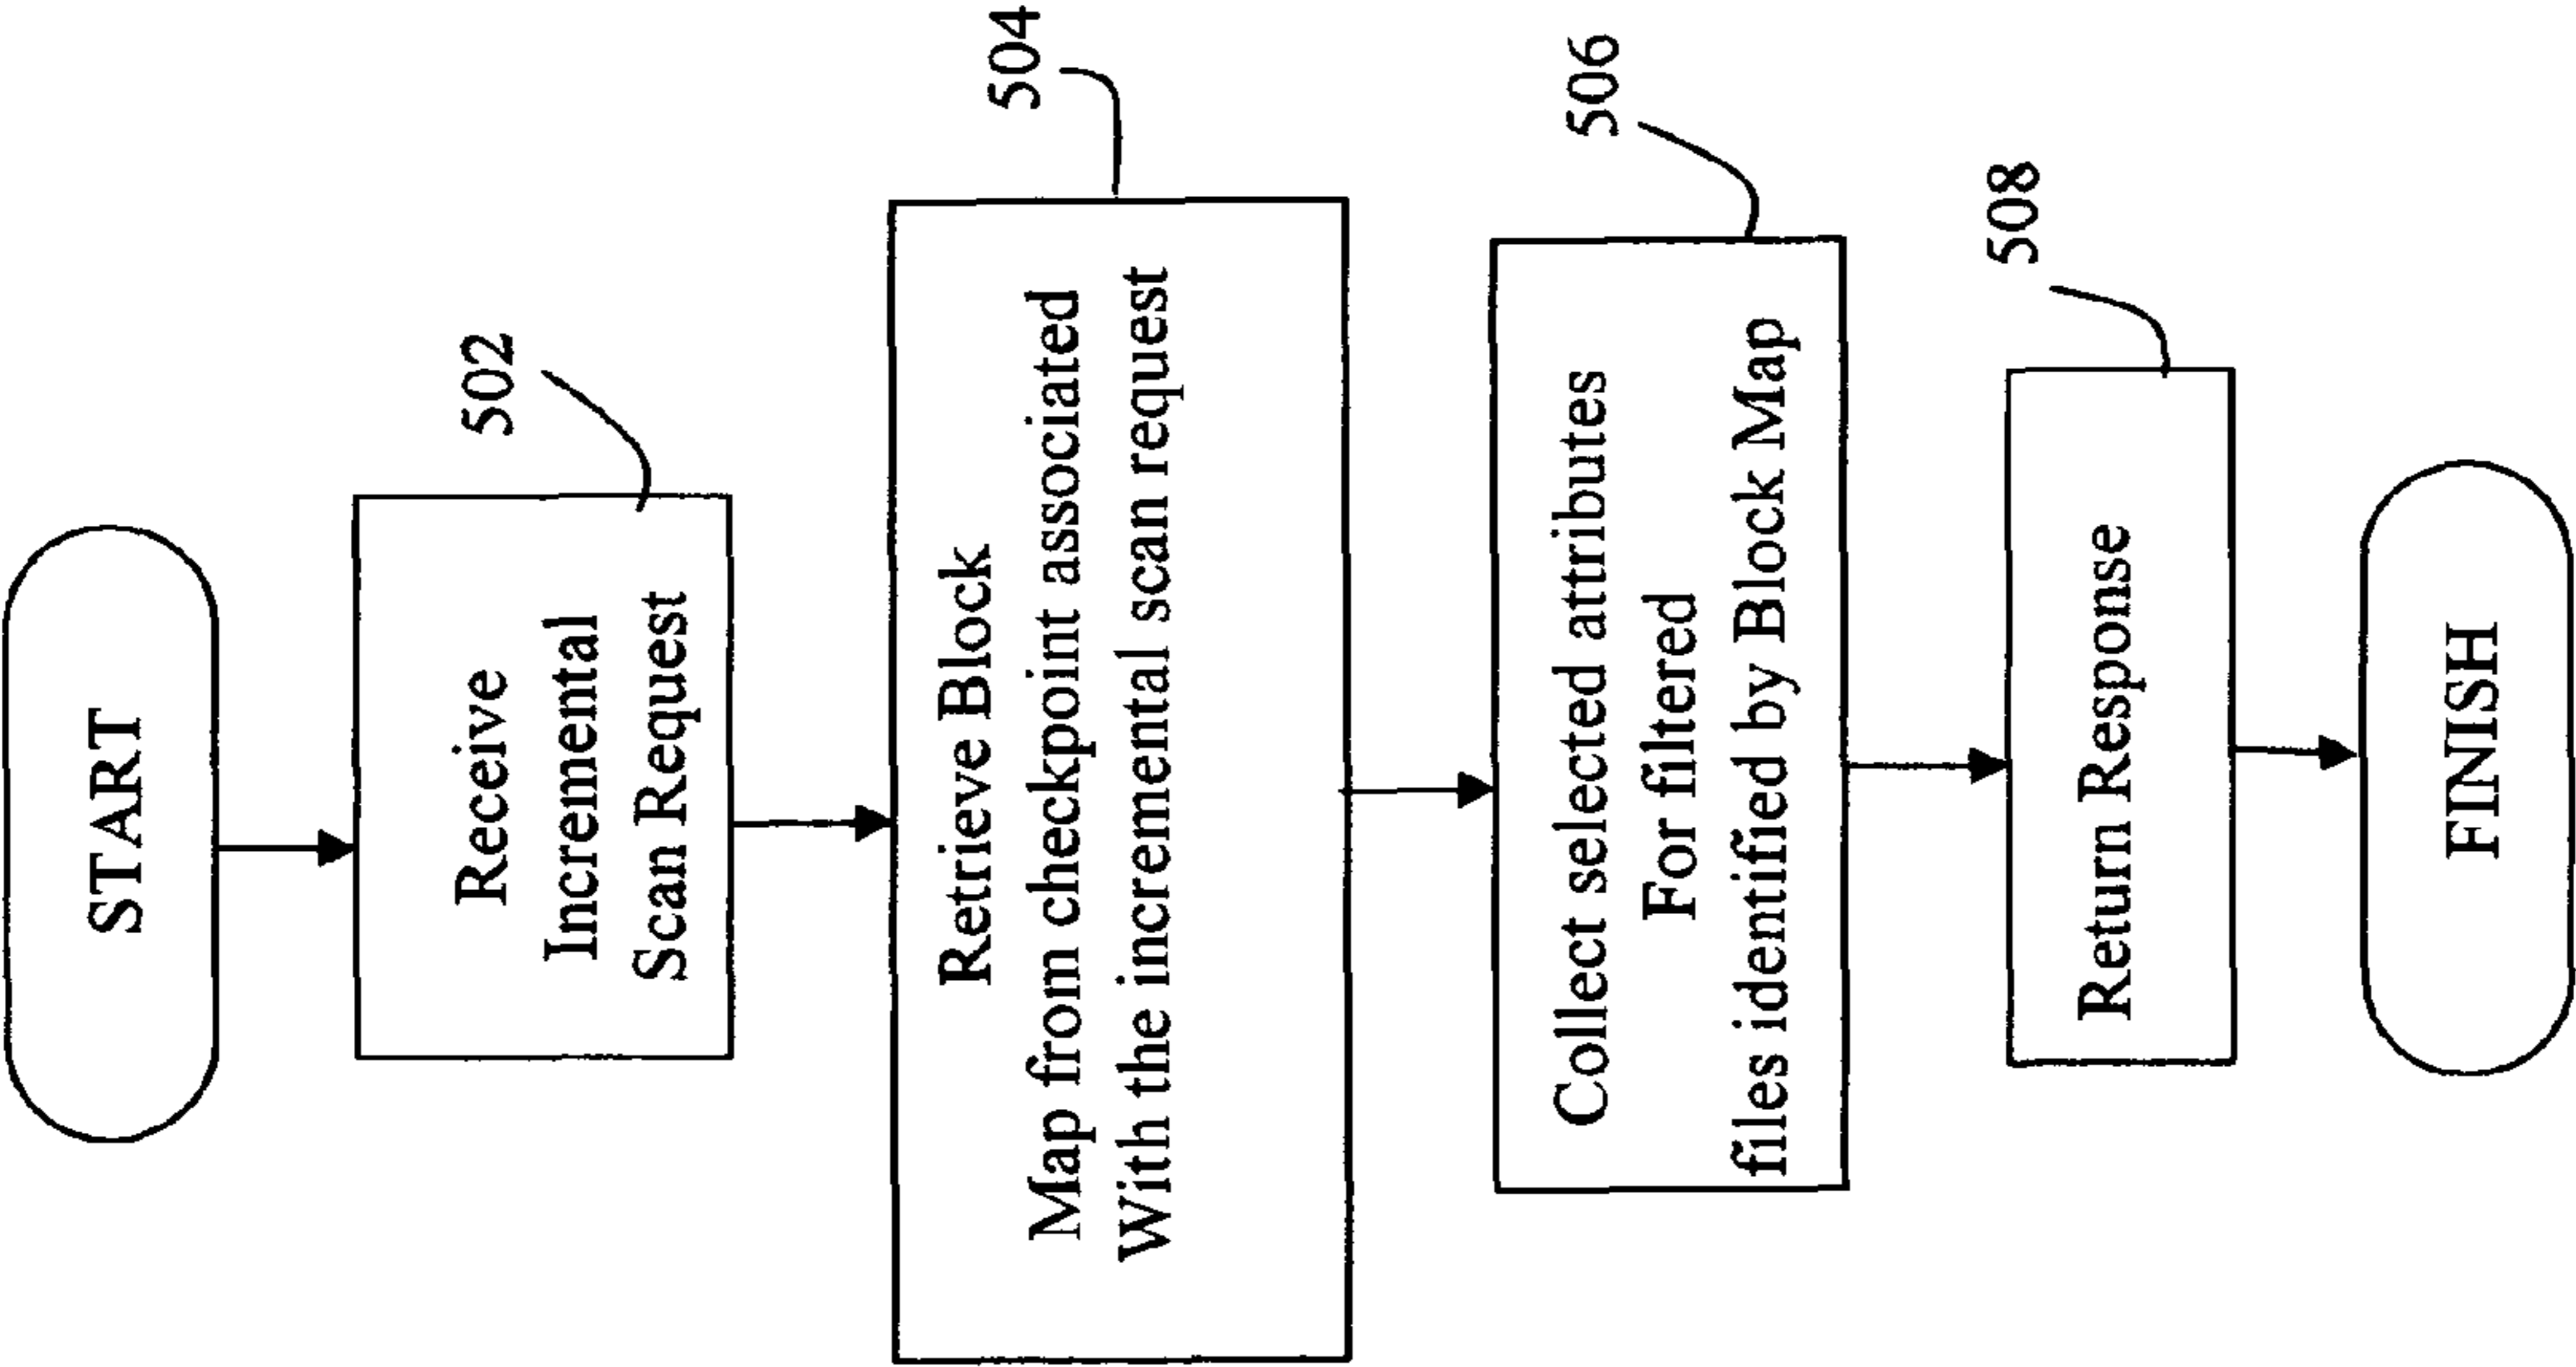 START
502
Receive
Incremental
Scan Request
504
Retrieve Block
Map from checkpoint associated
With the incremental scan request
506
Collect selected attributes
For filtered
files identified by Block Map
508
Return Response
FINISH